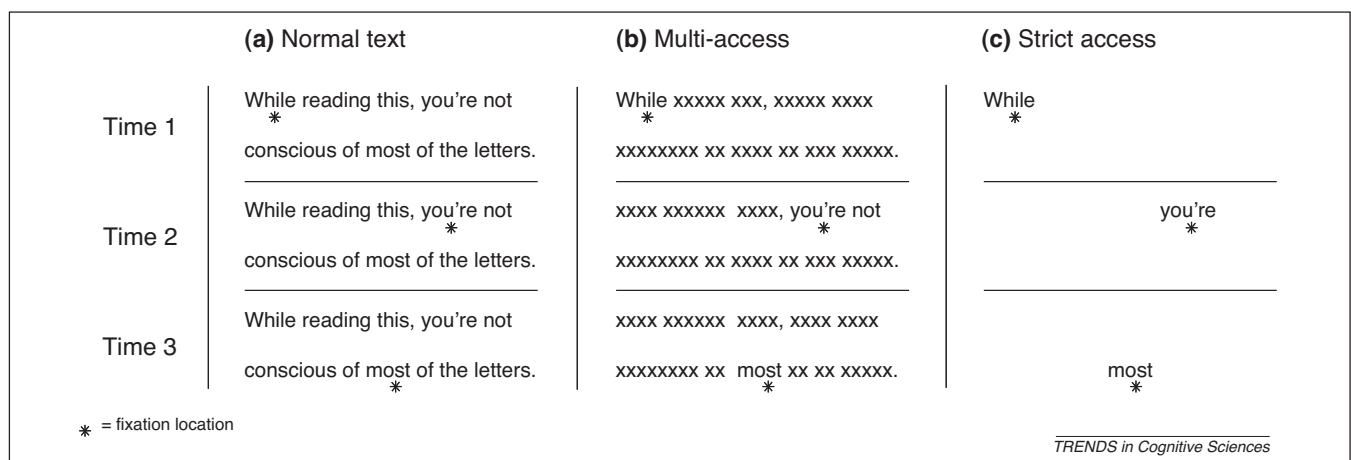 (a) Normal text (b) Multi-access (c) Strict access
Time 1
While reading this, you're not
*
conscious of most of the letters.
While xxxxx xxx, xxxxx xxxx
*
xxxxxxxx xx xxxx xx xxx xxxxx.
While
*
Time 2
While reading this, you're not
*
conscious of most of the letters.
xxxx xxxxxx xxxx, you're not
*
xxxxxxxx xx xxxx xx xxx xxxxx.
you're
*
Time 3
While reading this, you're not
conscious of most of the letters.
*
xxxx xxxxxx xxxx, xxxx xxxx
xxxxxxxx xx most xx xx xxxxx.
*
most
*
* = fixation location
TRENDS in Cognitive Sciences